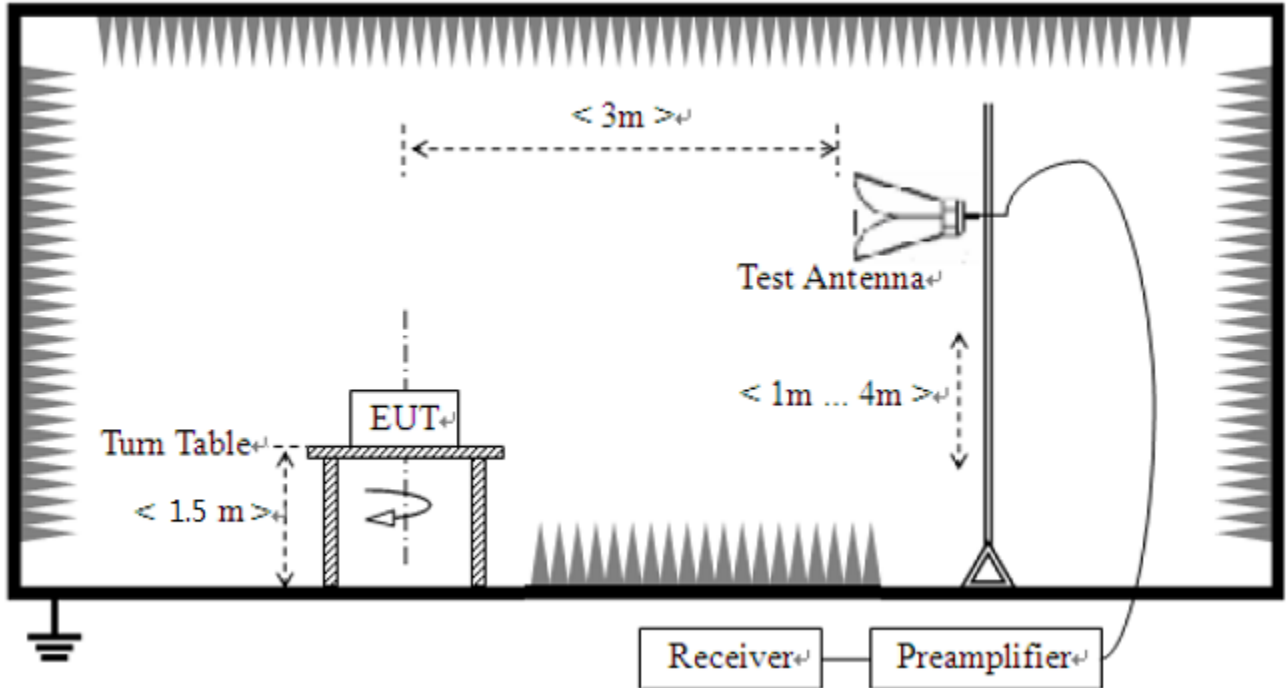 < 3m >↵
Test Antenna↵
< 1m ... 4m >↵
EUT↵
Turn Table↵
< 1.5 m >↵
Receiver↵
Preamplifier↵